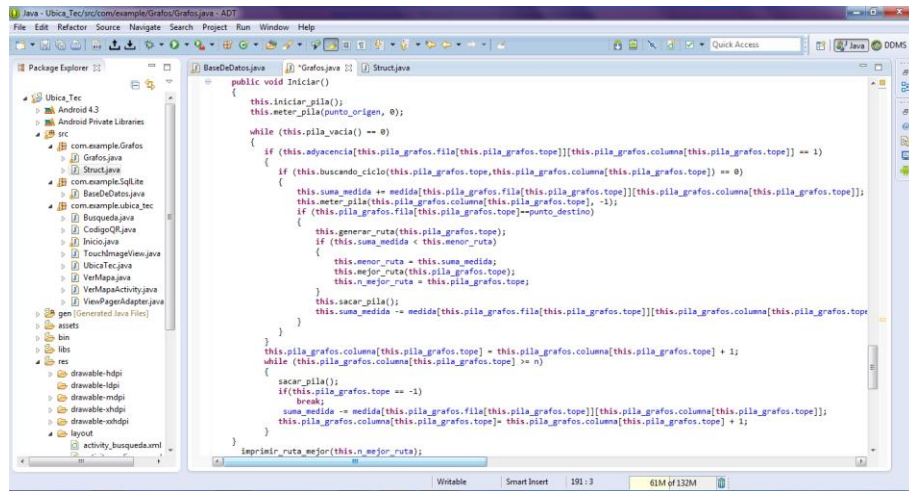 Java - Ubica_Tec/src/com/example/Grafos/Grafos.java - ADT
File Edit Refactor Source Navigate Search Project Run Window Help
Quick Access
Java
DDMS
Package Explorer
Ubica_Tec
Android 4.3
Android Private Libraries
src
com.example.Grafos
Grafos.java
Struct.java
com.example.SqlLite
BaseDeDatos.java
com.example.ubica_tec
Busqueda.java
CodigoQR.java
Inicio.java
TouchImageView.java
UbicaTec.java
VerMapa.java
VerMapaActivity.java
ViewPagerAdapter.java
gen [Generated Java Files]
assets
bin
libs
res
drawable-hdpi
drawable-ldpi
drawable-mdpi
drawable-xhdpi
drawable-xxhdpi
layout
activity_busqueda.xml
BaseDeDatos.java
*Grafos.java
Struct.java
public void Iniciar()
{
this.iniciar_pila();
this.meter_pila(punto_origen, 0);
while (this.pila_vacia() == 0)
{
if (this.adyacencia[this.pila_grafos.fila[this.pila_grafos.tope]][this.pila_grafos.columna[this.pila_grafos.tope]] == 1)
{
if (this.buscando_ciclo(this.pila_grafos.tope,this.pila_grafos.columna[this.pila_grafos.tope]) == 0)
{
this.suma_medida += medida[this.pila_grafos.fila[this.pila_grafos.tope]][this.pila_grafos.columna[this.pila_grafos.tope]];
this.meter_pila(this.pila_grafos.columna[this.pila_grafos.tope], -1);
if (this.pila_grafos.fila[this.pila_grafos.tope]==punto_destino)
{
this.generar_ruta(this.pila_grafos.tope);
if (this.suma_medida < this.menor_ruta)
{
this.menor_ruta = this.suma_medida;
this.mejor_ruta(this.pila_grafos.tope);
this.n_mejor_ruta = this.pila_grafos.tope;
}
this.sacar_pila();
this.suma_medida -= medida[this.pila_grafos.fila[this.pila_grafos.tope]][this.pila_grafos.columna[this.pila_grafos.tope
}
}
}
this.pila_grafos.columna[this.pila_grafos.tope] = this.pila_grafos.columna[this.pila_grafos.tope] + 1;
while (this.pila_grafos.columna[this.pila_grafos.tope] >= n)
{
sacar_pila();
if(this.pila_grafos.tope == -1)
break;
suma_medida -= medida[this.pila_grafos.fila[this.pila_grafos.tope]][this.pila_grafos.columna[this.pila_grafos.tope]];
this.pila_grafos.columna[this.pila_grafos.tope]= this.pila_grafos.columna[this.pila_grafos.tope] + 1;
}
}
imprimir_ruta_mejor(this.n_mejor_ruta);
Writable
Smart Insert
191 : 3
61M of 132M